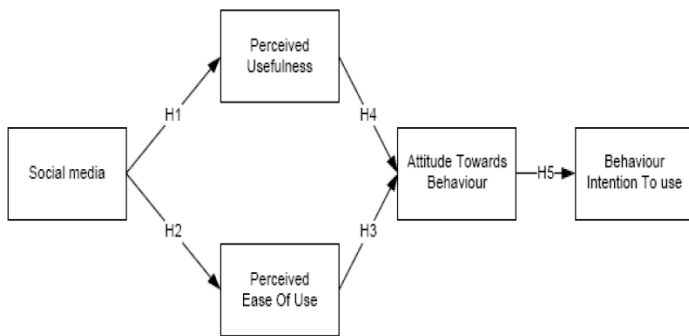 Perceived
Usefulness
H1
H4
Social media
Attitude Towards
Behaviour
H5
Behaviour
Intention To use
H2
H3
Perceived
Ease Of Use